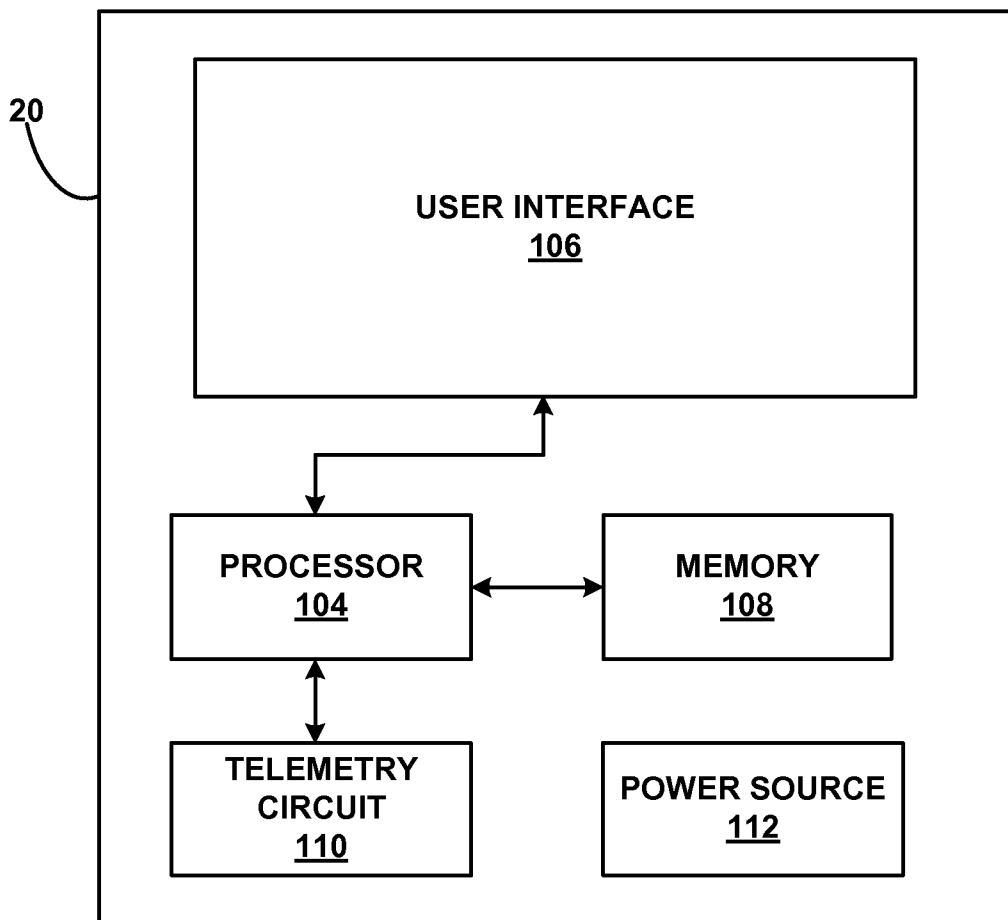 20
USER INTERFACE
106
PROCESSOR
104
MEMORY
108
TELEMETRY
CIRCUIT
110
POWER SOURCE
112